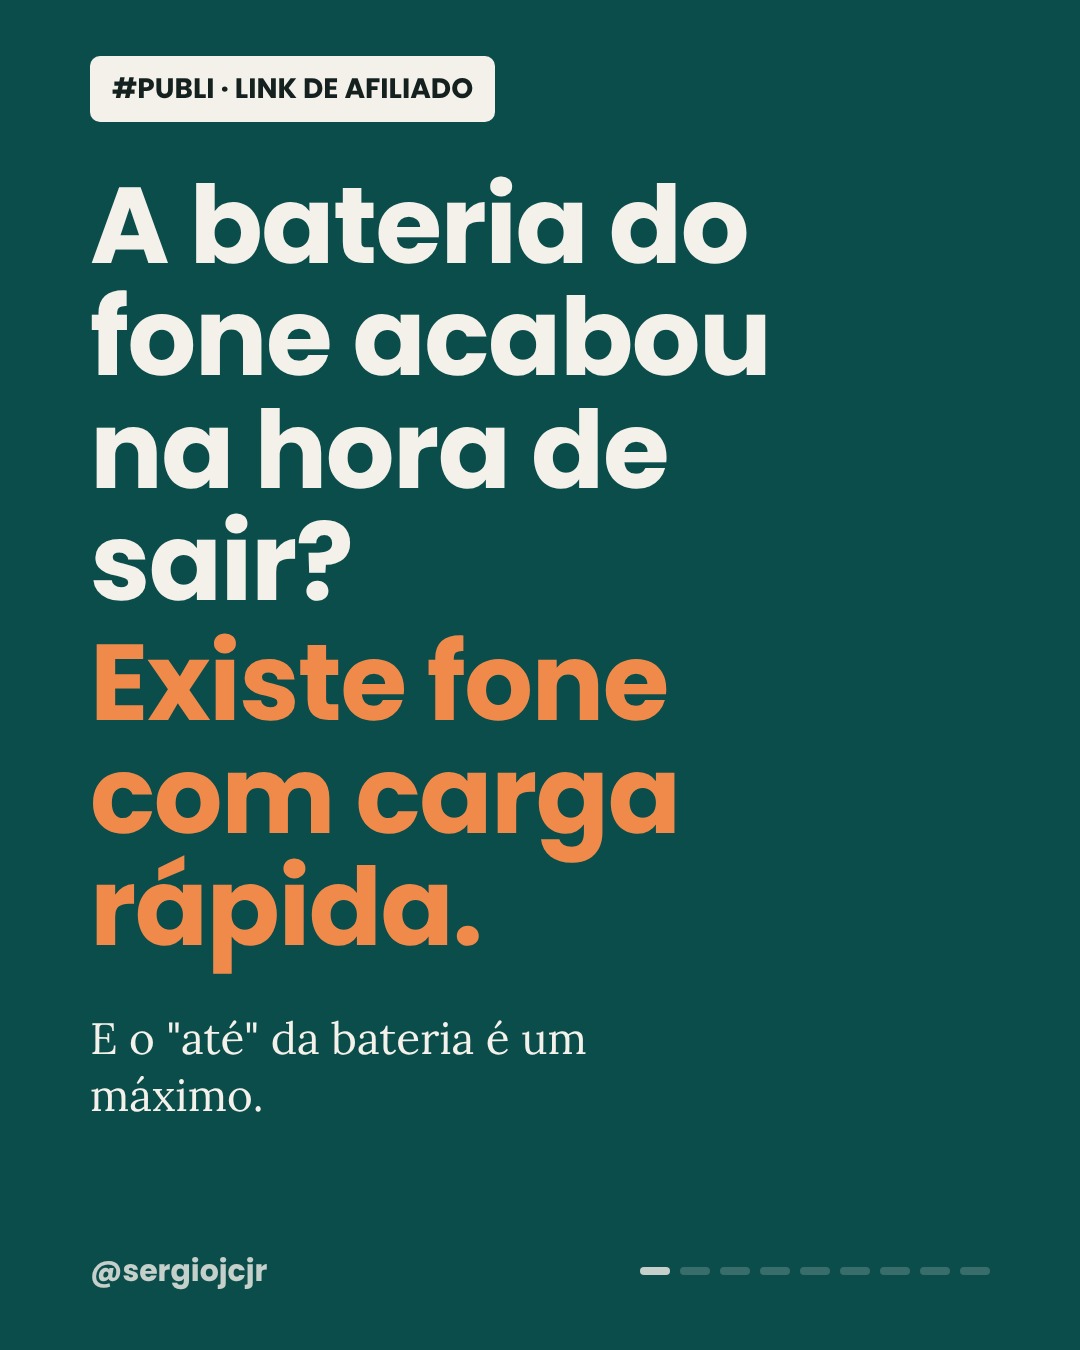 #PUBLI · LINK DE AFILIADO
A bateria do
fone acabou
na hora de
sair?
Existe fone
com carga
rápida.
E o "até" da bateria é um
máximo.
@sergiojcjr